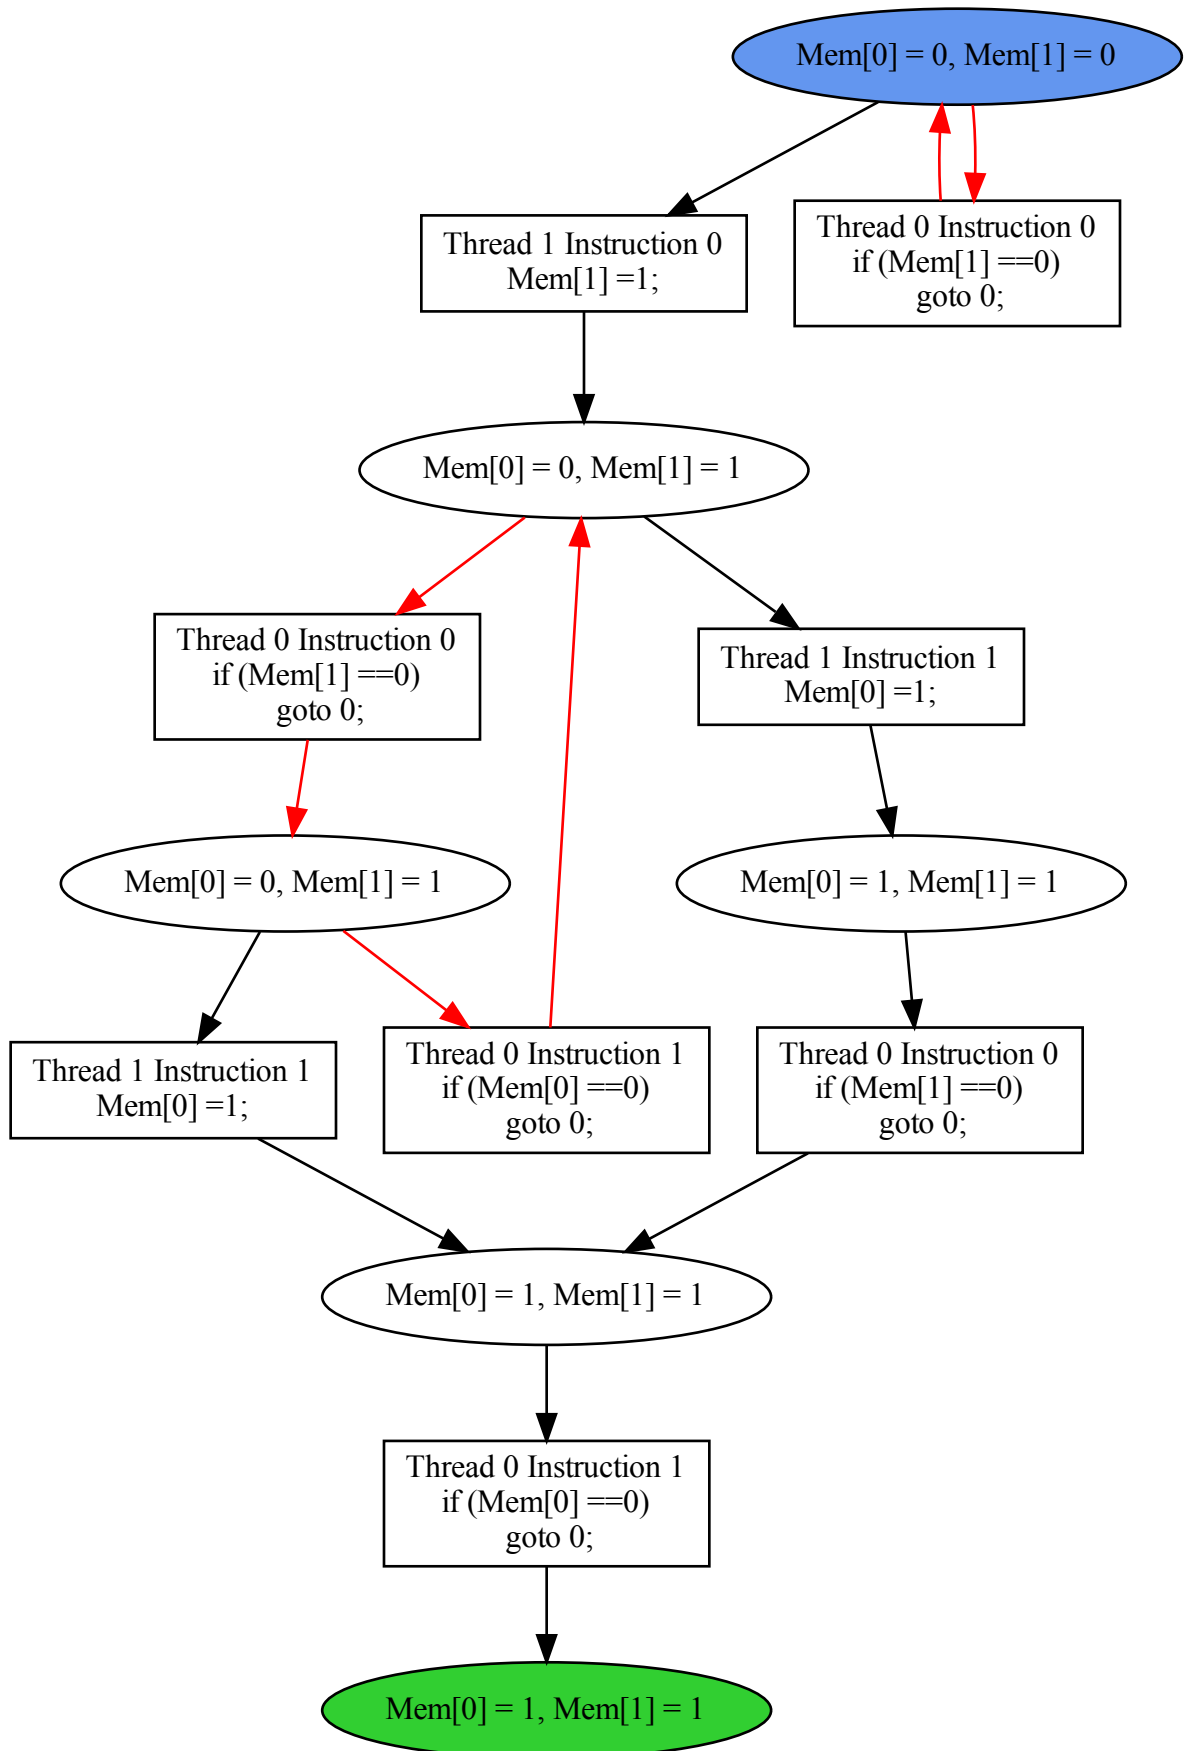 Mem[0] = 0, Mem[1] = 0
Thread 1 Instruction 0
Mem[1] =1;
Thread 0 Instruction 0
if (Mem[1] ==0)
goto 0;
Mem[0] = 0, Mem[1] = 1
Thread 0 Instruction 0
if (Mem[1] ==0)
goto 0;
Thread 1 Instruction 1
Mem[0] =1;
Mem[0] = 0, Mem[1] = 1
Mem[0] = 1, Mem[1] = 1
Thread 1 Instruction 1
Mem[0] =1;
Thread 0 Instruction 1
if (Mem[0] ==0)
goto 0;
Thread 0 Instruction 0
if (Mem[1] ==0)
goto 0;
Mem[0] = 1, Mem[1] = 1
Thread 0 Instruction 1
if (Mem[0] ==0)
goto 0;
Mem[0] = 1, Mem[1] = 1